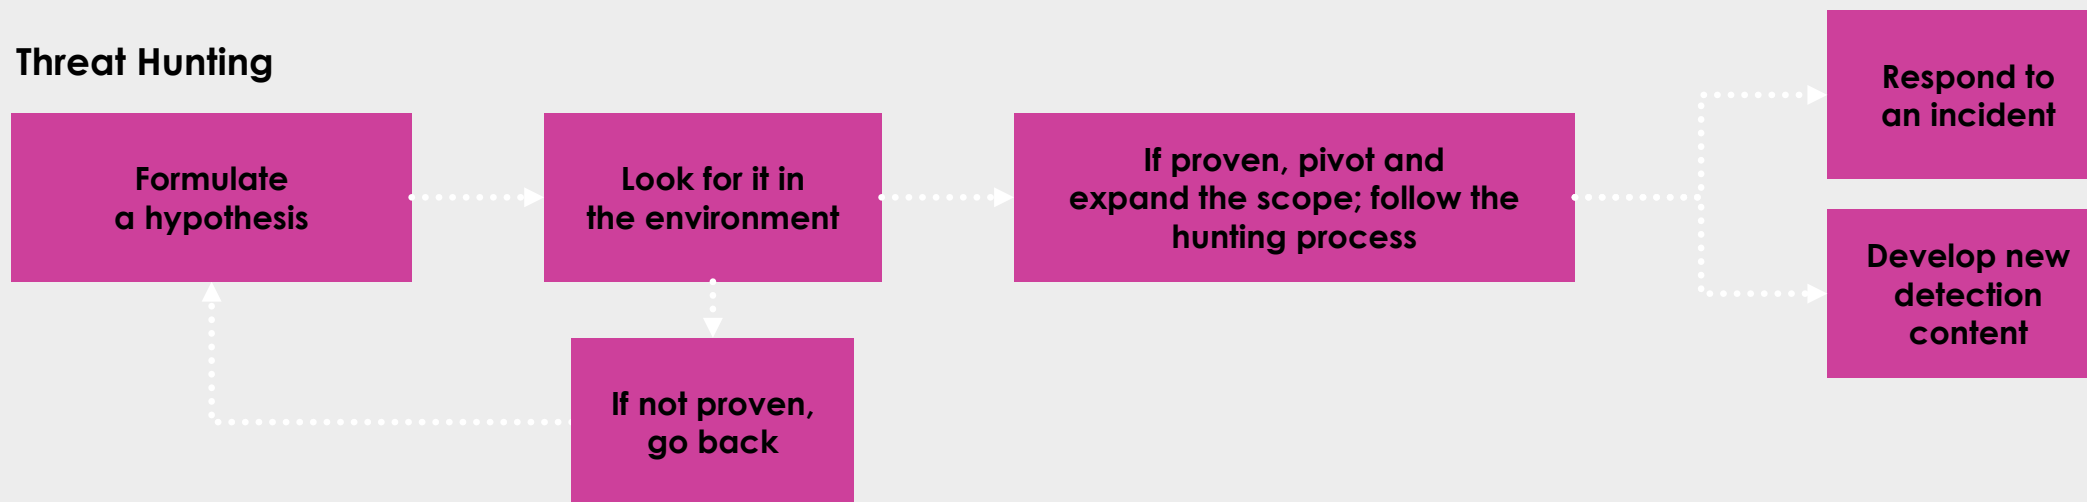 Threat Hunting
Formulate
a hypothesis
Look for it in
the environment
If proven, pivot and
expand the scope; follow the
hunting process
Respond to
an incident
Develop new
detection
content
If not proven,
go back